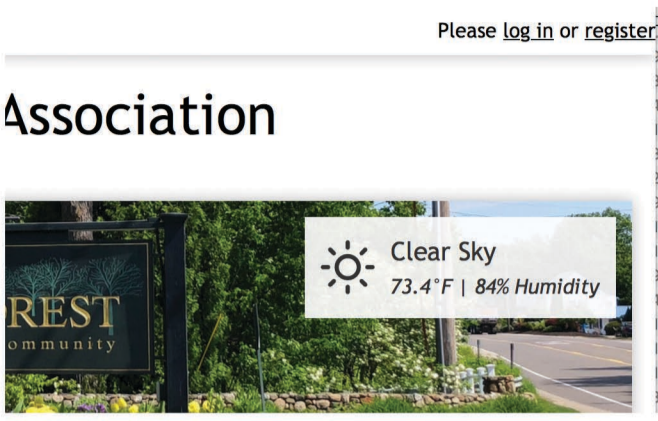 Please log in or register
Association
Clear Sky
73.4°F | 84% Humidity
REST
ommunity